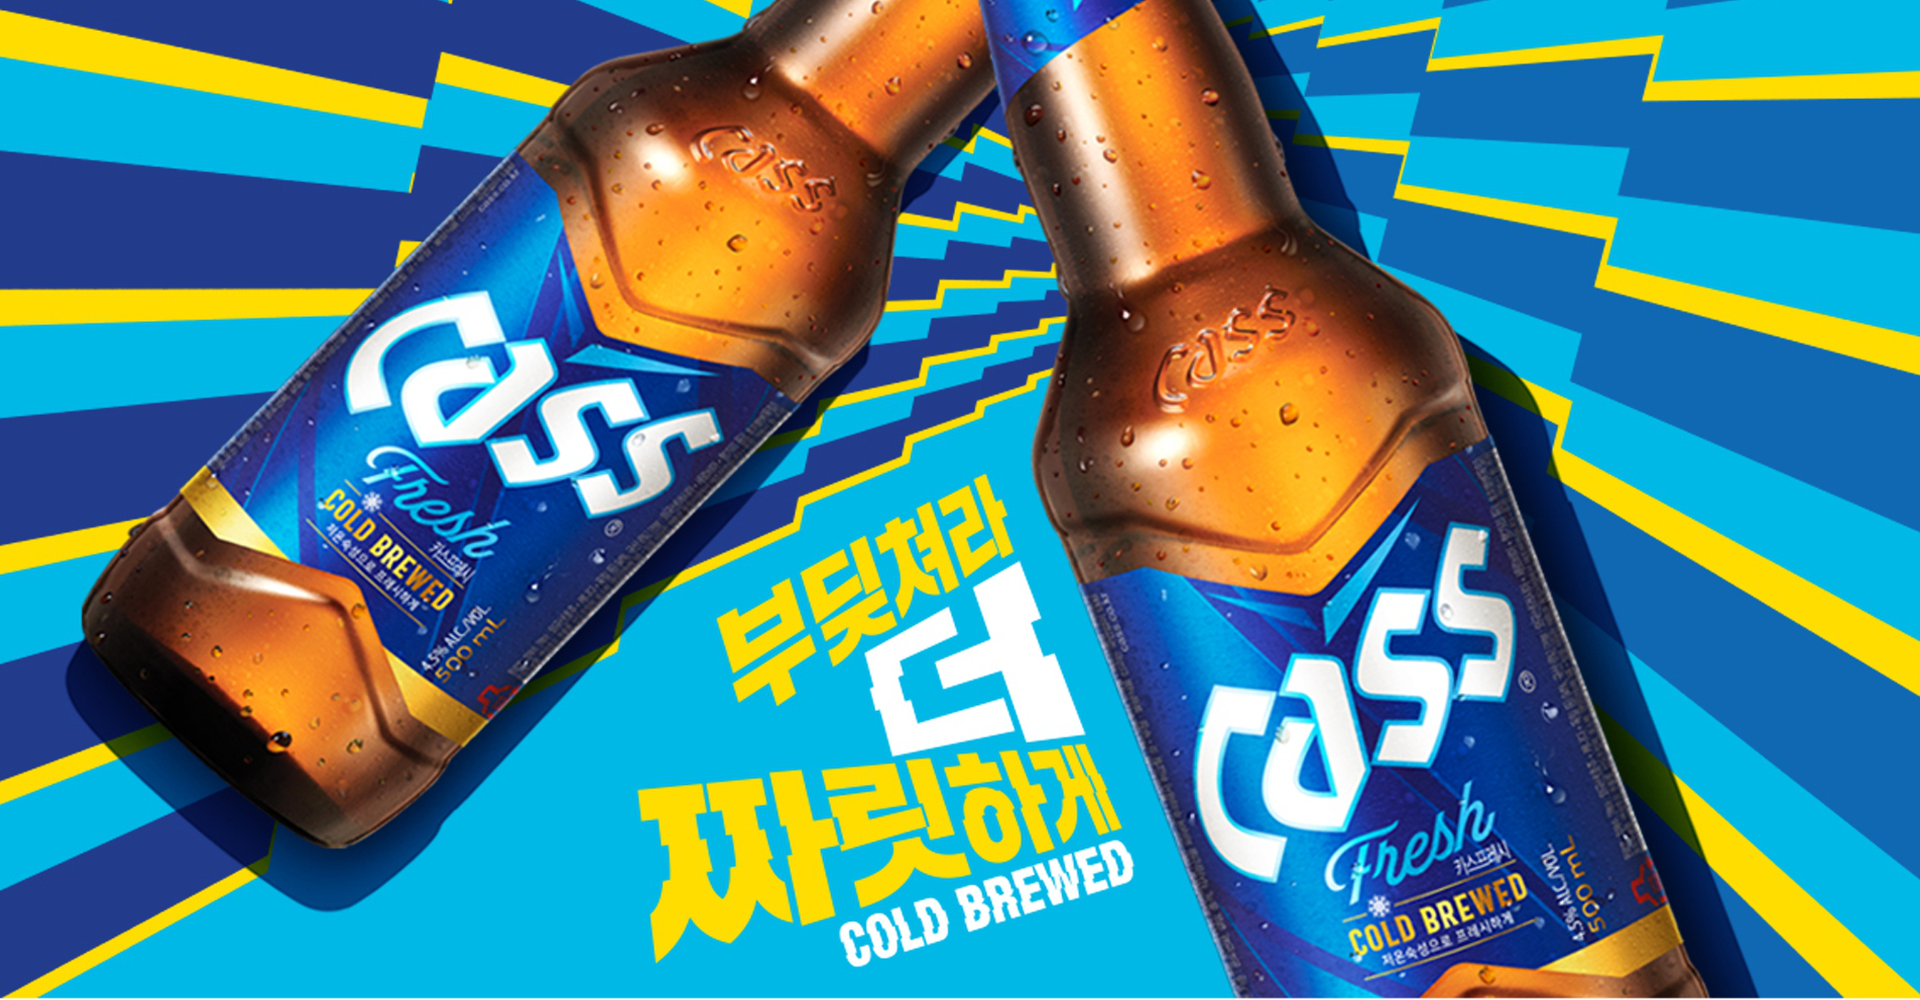 cass
cass
Fresh
카스프레시
COLD BREWED
저온숙성으로 프레시하게
4.5% ALC/VOL.
500 mL
부딪쳐라
더
짜릿하게
COLD BREWED
cass
cass
Fresh
카스프레시
COLD BREWED
저온숙성으로 프레시하게
4.5% ALC/VOL.
500 mL